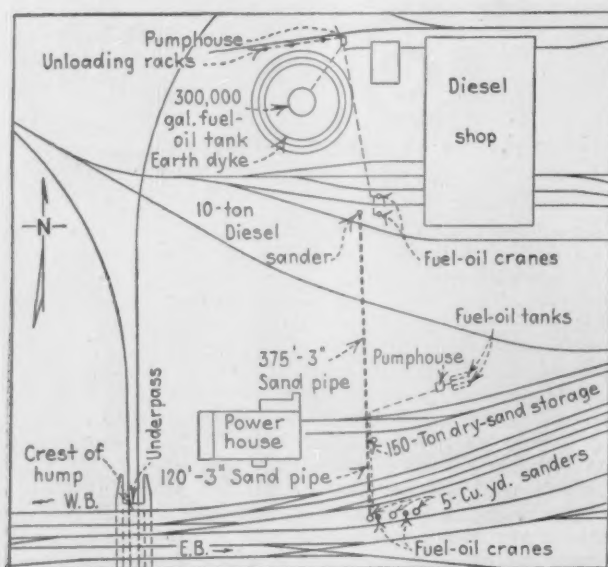 Pumphouse
Unloading racks
300,000
gal. fuel-
oil tank
Earth dyke
Diesel
shop
N
10-ton
Diesel
sander
Fuel-oil cranes
Fuel-oil tanks
375'-3"
Sand pipe
Pumphouse
Underpass
Power
house
150-Ton dry-sand storage
Crest of
hump
120'-3" Sand pipe
5-Cu. yd. sanders
W.B.
E.B.
Fuel-oil cranes